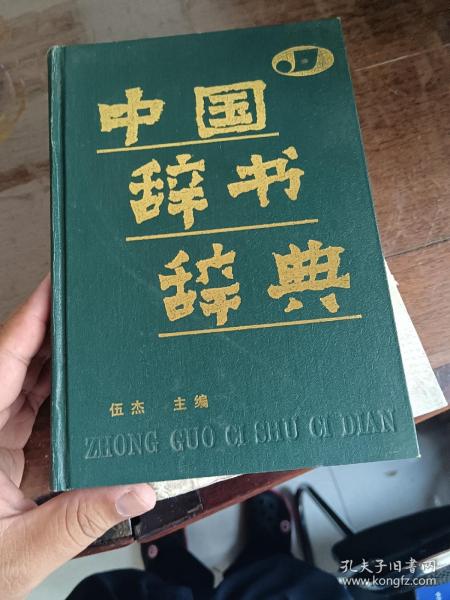 中国
辞书
辞典
伍杰 主编
ZHONG GUO CI SHU CI DIAN
孔夫子旧书网
www.kongfz.com